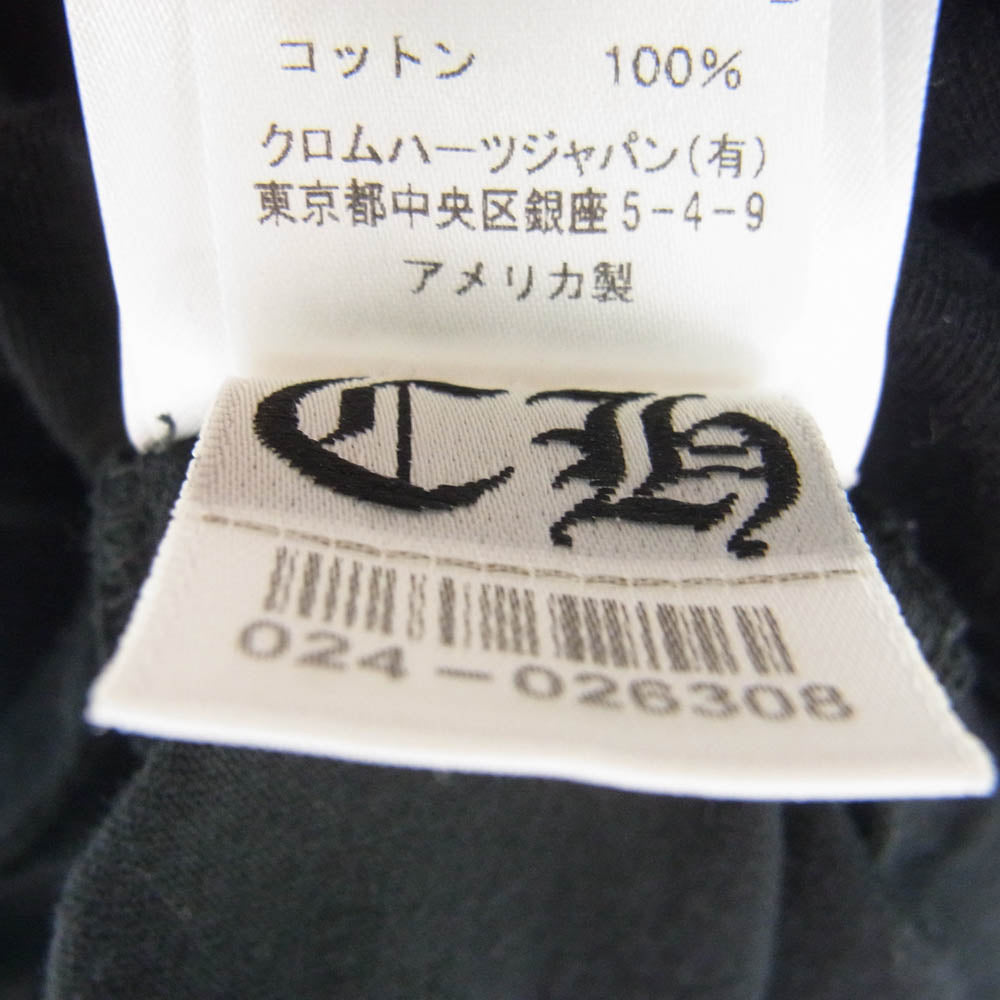 コットン 100%
クロムハーツジャパン(有)
東京都中央区銀座5-4-9
アメリカ製
CH
024-026308